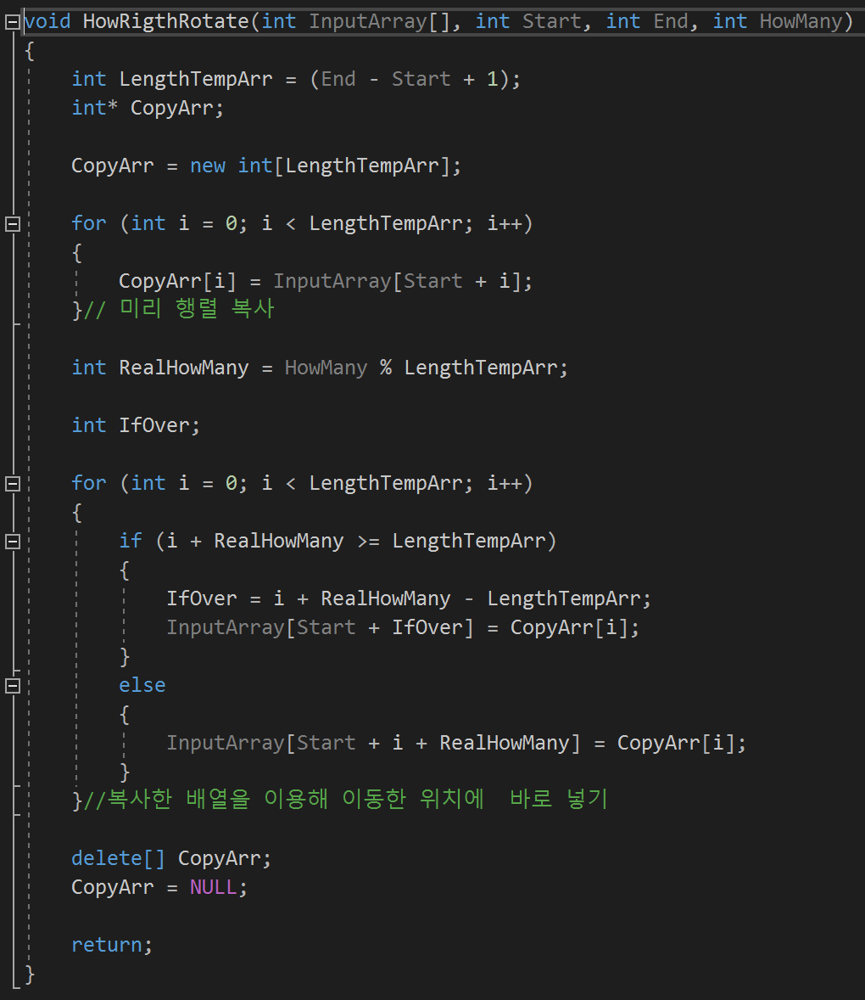 void HowRigthRotate(int InputArray[], int Start, int End, int HowMany)
{
    int LengthTempArr = (End - Start + 1);
    int* CopyArr;

    CopyArr = new int[LengthTempArr];

    for (int i = 0; i < LengthTempArr; i++)
    {
        CopyArr[i] = InputArray[Start + i];
    }// 미리 행렬 복사

    int RealHowMany = HowMany % LengthTempArr;

    int IfOver;

    for (int i = 0; i < LengthTempArr; i++)
    {
        if (i + RealHowMany >= LengthTempArr)
        {
            IfOver = i + RealHowMany - LengthTempArr;
            InputArray[Start + IfOver] = CopyArr[i];
        }
        else
        {
            InputArray[Start + i + RealHowMany] = CopyArr[i];
        }
    }//복사한 배열을 이용해 이동한 위치에  바로 넣기

    delete[] CopyArr;
    CopyArr = NULL;

    return;
}